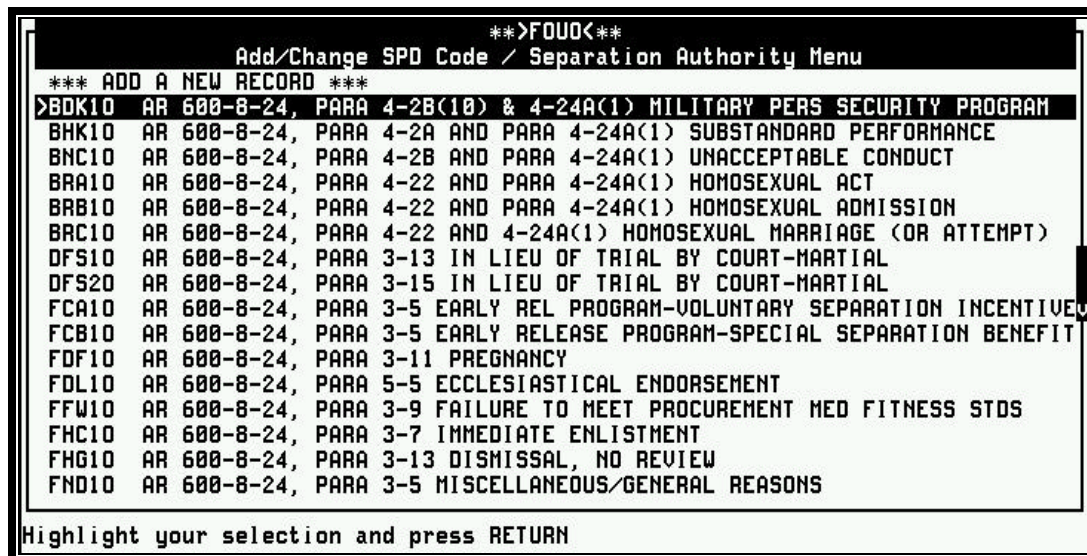 **>FOUO<**
Add/Change SPD Code / Separation Authority Menu
*** ADD A NEW RECORD ***
>BDK10 AR 600-8-24, PARA 4-2B(10) & 4-24A(1) MILITARY PERS SECURITY PROGRAM
BHK10 AR 600-8-24, PARA 4-2A AND PARA 4-24A(1) SUBSTANDARD PERFORMANCE
BNC10 AR 600-8-24, PARA 4-2B AND PARA 4-24A(1) UNACCEPTABLE CONDUCT
BRA10 AR 600-8-24, PARA 4-22 AND PARA 4-24A(1) HOMOSEXUAL ACT
BRB10 AR 600-8-24, PARA 4-22 AND PARA 4-24A(1) HOMOSEXUAL ADMISSION
BRC10 AR 600-8-24, PARA 4-22 AND 4-24A(1) HOMOSEXUAL MARRIAGE (OR ATTEMPT)
DFS10 AR 600-8-24, PARA 3-13 IN LIEU OF TRIAL BY COURT-MARTIAL
DFS20 AR 600-8-24, PARA 3-15 IN LIEU OF TRIAL BY COURT-MARTIAL
FCA10 AR 600-8-24, PARA 3-5 EARLY REL PROGRAM-VOLUNTARY SEPARATION INCENTIVE
FCB10 AR 600-8-24, PARA 3-5 EARLY RELEASE PROGRAM-SPECIAL SEPARATION BENEFIT
FDF10 AR 600-8-24, PARA 3-11 PREGNANCY
FDL10 AR 600-8-24, PARA 5-5 ECCLESIASTICAL ENDORSEMENT
FFW10 AR 600-8-24, PARA 3-9 FAILURE TO MEET PROCUREMENT MED FITNESS STDS
FHC10 AR 600-8-24, PARA 3-7 IMMEDIATE ENLISTMENT
FHG10 AR 600-8-24, PARA 3-13 DISMISSAL, NO REVIEW
FND10 AR 600-8-24, PARA 3-5 MISCELLANEOUS/GENERAL REASONS
Highlight your selection and press RETURN